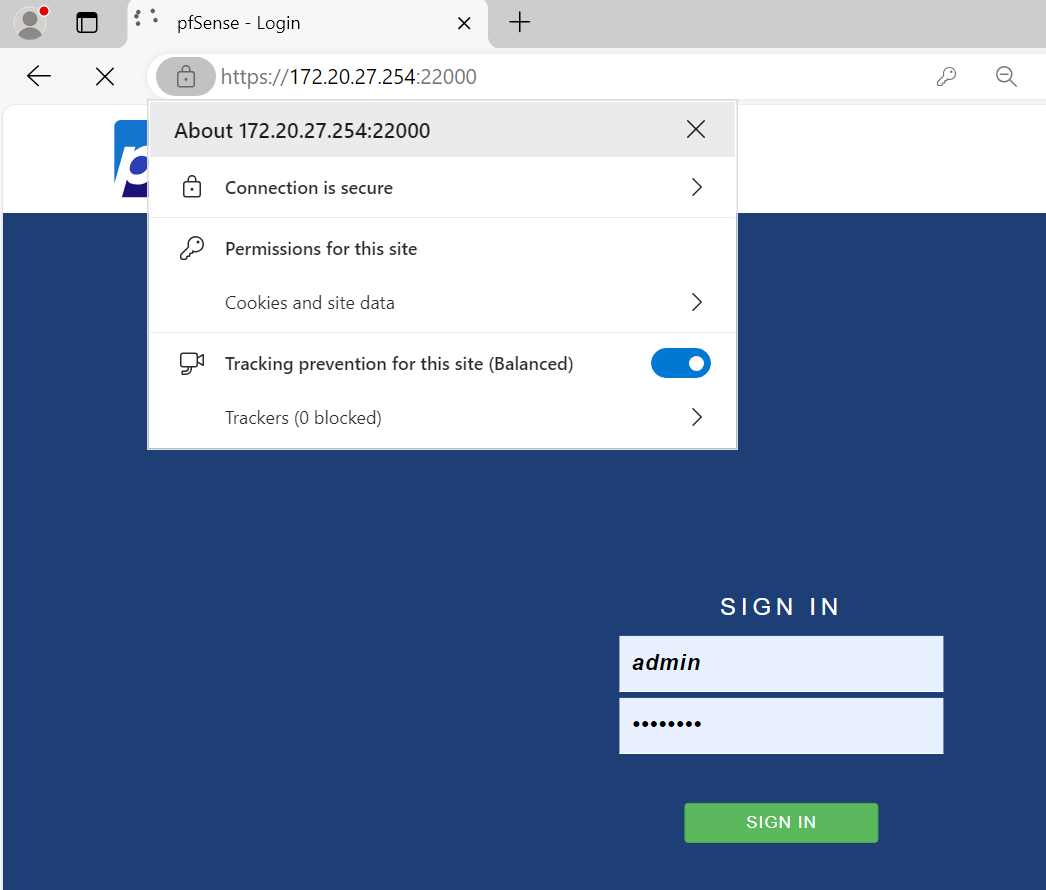 pfSense - Login
https://172.20.27.254:22000
About 172.20.27.254:22000
Connection is secure
Permissions for this site
Cookies and site data
Tracking prevention for this site (Balanced)
Trackers (0 blocked)
SIGN IN
admin
••••••••
SIGN IN